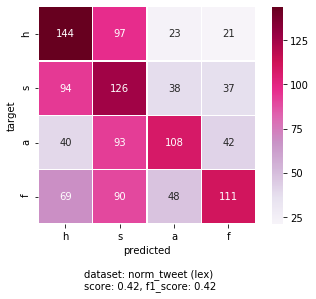 h 144 97 23 21
s 94 126 38 37
a 40 93 108 42
f 69 90 48 111
h s a f
target
predicted
125
100
75
50
25
dataset: norm_tweet (lex)
score: 0.42, f1_score: 0.42